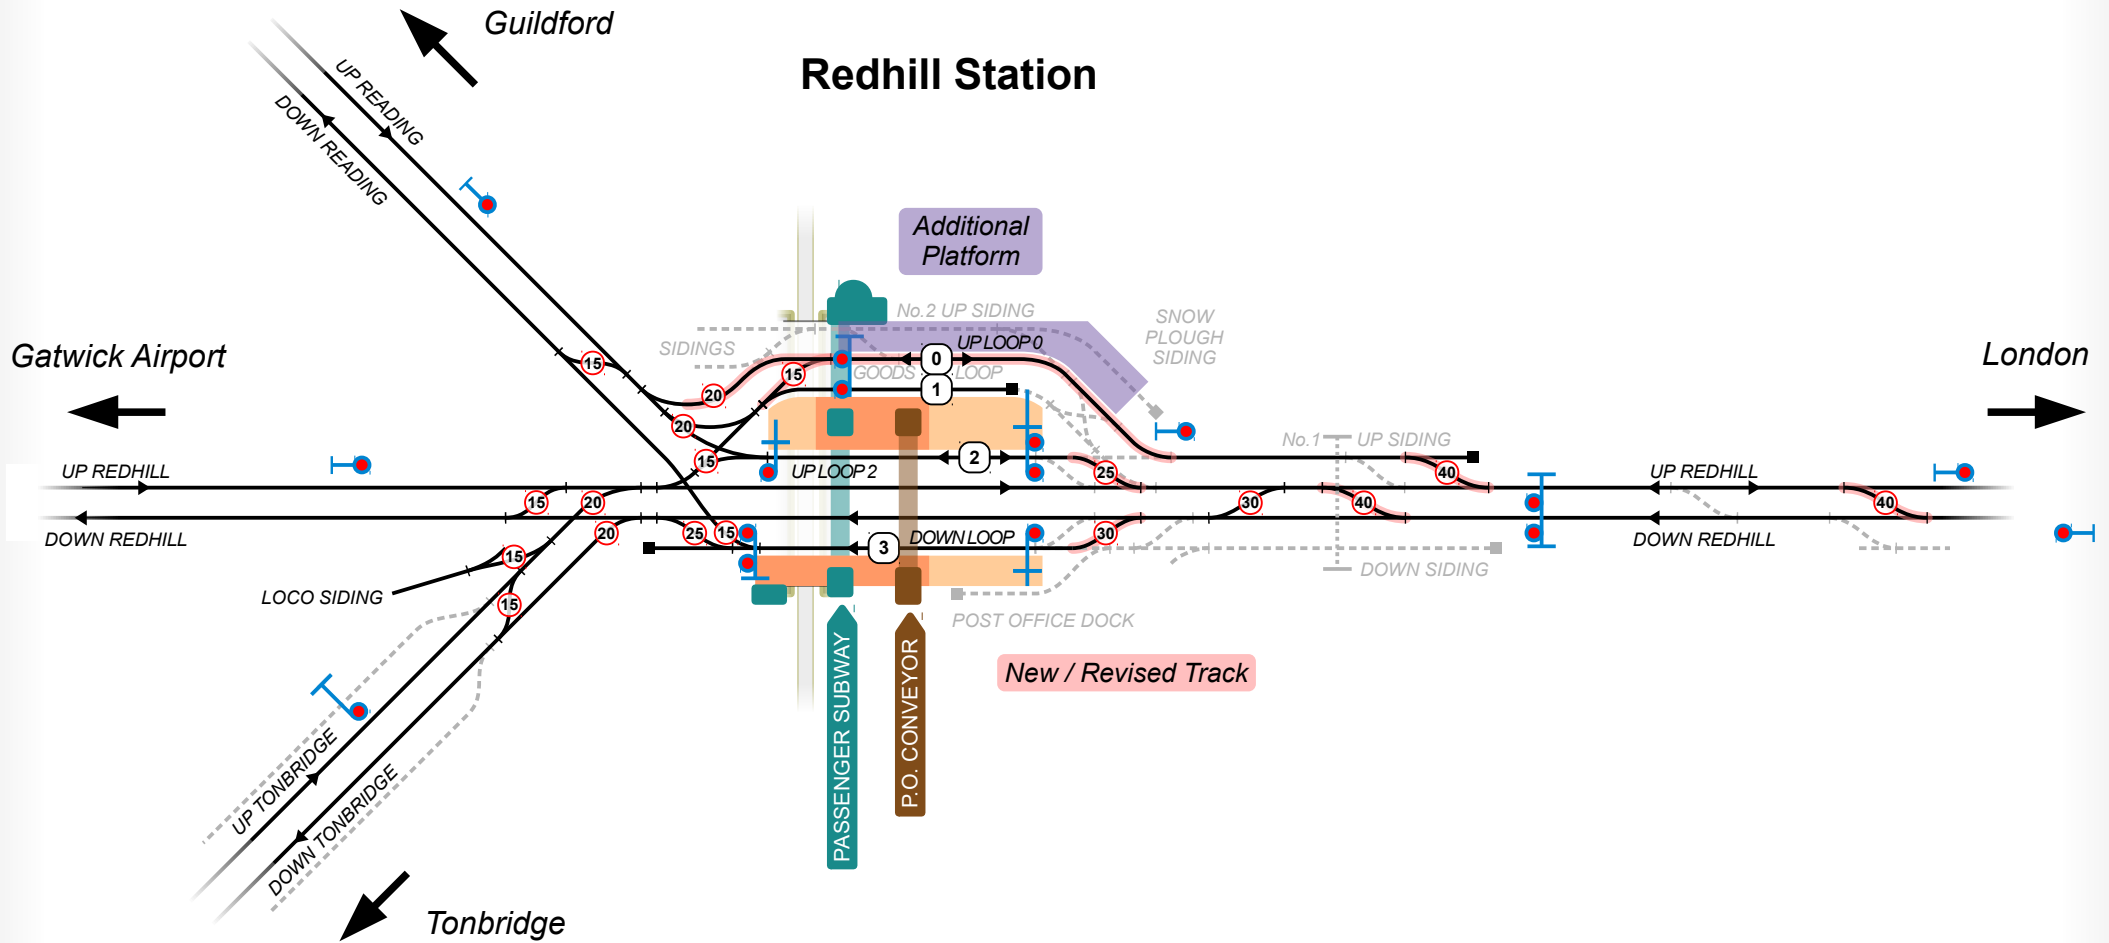 Guildford
Redhill Station
UP READING
DOWN READING
Additional
Platform
No.2 UP SIDING
SNOW
PLOUGH
SIDING
SIDINGS
UP LOOP 0
0
GOODS LOOP
1
Gatwick Airport
London
15
15
20
20
15
2
UP LOOP 2
25
No.1 UP SIDING
40
UP REDHILL
UP REDHILL
15
20
30
40
40
DOWN REDHILL
20
25
15
DOWN LOOP
3
30
DOWN REDHILL
15
LOCO SIDING
15
DOWN SIDING
POST OFFICE DOCK
New / Revised Track
PASSENGER SUBWAY
P.O. CONVEYOR
UP TONBRIDGE
DOWN TONBRIDGE
Tonbridge